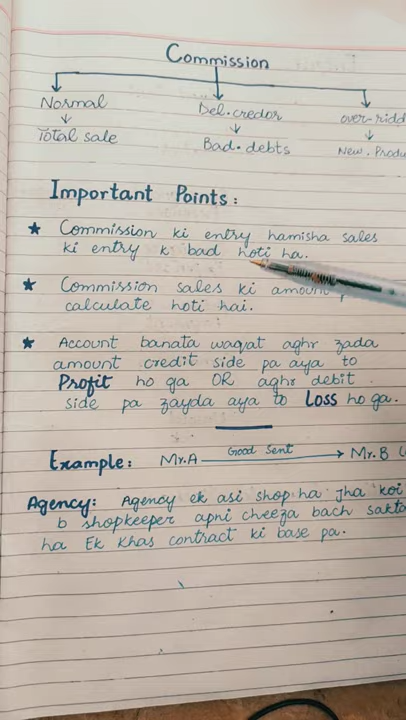 Commission
Normal Del.credor over-ridd
Total sale Bad.debts New.Produ
Important Points:
★ Commission ki entry hamisha sales
ki entry k bad hoti ha.
★ Commission sales ki amount
calculate hoti hai.
★ Account banata waqat aghr zada
amount credit side pa aya to
Profit ho ga OR aghr debit
side pa zayda aya to Loss ho ga.
Example: Mr.A Good Sent Mr.B
Agency: Agency ek asi shop ha jha koi
b shopkeeper apni cheeza bach sakta
ha Ek Khas contract ki base pa.